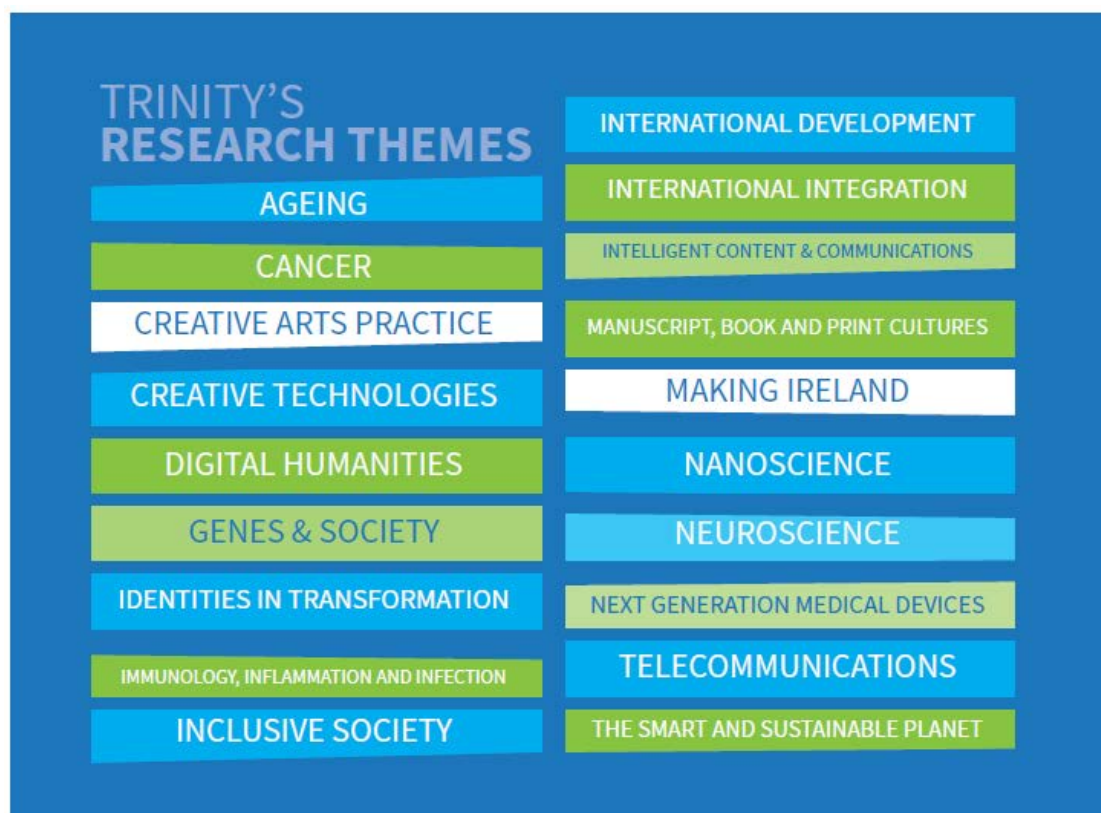 TRINITY'S
RESEARCH THEMES
AGEING
CANCER
CREATIVE ARTS PRACTICE
CREATIVE TECHNOLOGIES
DIGITAL HUMANITIES
GENES & SOCIETY
IDENTITIES IN TRANSFORMATION
IMMUNOLOGY, INFLAMMATION AND INFECTION
INCLUSIVE SOCIETY
INTERNATIONAL DEVELOPMENT
INTERNATIONAL INTEGRATION
INTELLIGENT CONTENT & COMMUNICATIONS
MANUSCRIPT, BOOK AND PRINT CULTURES
MAKING IRELAND
NANOSCIENCE
NEUROSCIENCE
NEXT GENERATION MEDICAL DEVICES
TELECOMMUNICATIONS
THE SMART AND SUSTAINABLE PLANET